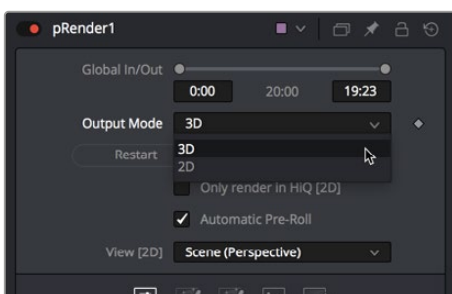 pRender1
Global In/Out
0:00 20:00 19:23
Output Mode 3D
Restart 3D
2D
Only render in HiQ [2D]
Automatic Pre-Roll
View [2D] Scene (Perspective)